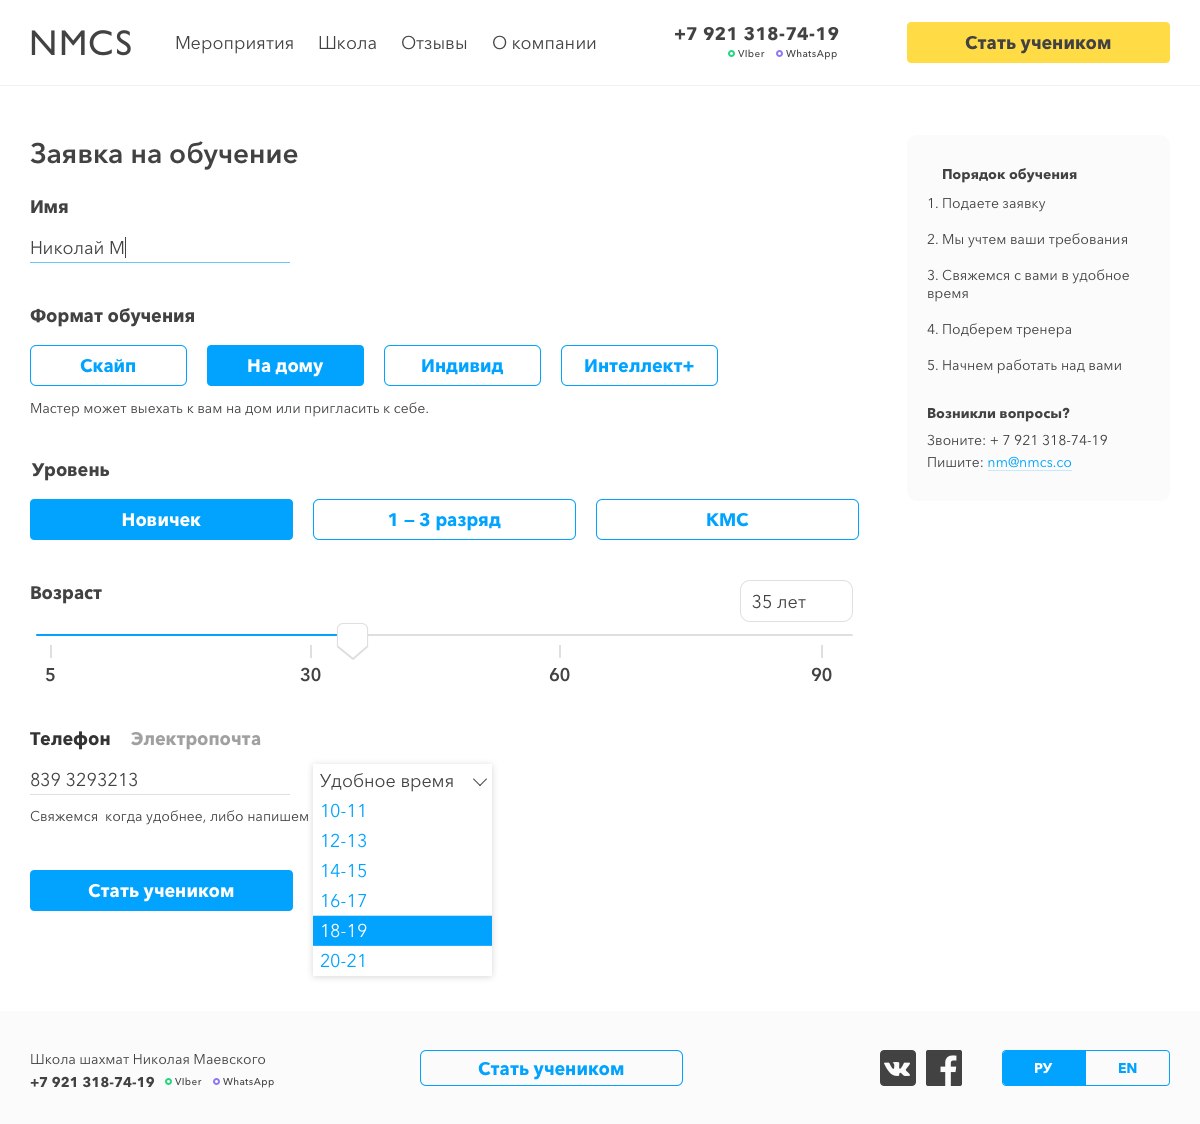 NMCS
Мероприятия
Школа
Отзывы
О компании
+7 921 318-74-19
VIber
WhatsApp
Стать учеником
Заявка на обучение
Имя
Николай М
Формат обучения
Скайп
На дому
Индивид
Интеллект+
Мастер может выехать к вам на дом или пригласить к себе.
Уровень
Новичек
1 – 3 разряд
КМС
Возраст
35 лет
5
30
60
90
Телефон
Электропочта
839 3293213
Свяжемся когда удобнее, либо напишем
Удобное время
10-11
12-13
14-15
16-17
18-19
20-21
Стать учеником
Порядок обучения
1. Подаете заявку
2. Мы учтем ваши требования
3. Свяжемся с вами в удобное
время
4. Подберем тренера
5. Начнем работать над вами
Возникли вопросы?
Звоните: + 7 921 318-74-19
Пишите: nm@nmcs.co
Школа шахмат Николая Маевского
+7 921 318-74-19
VIber
WhatsApp
Стать учеником
РУ
EN